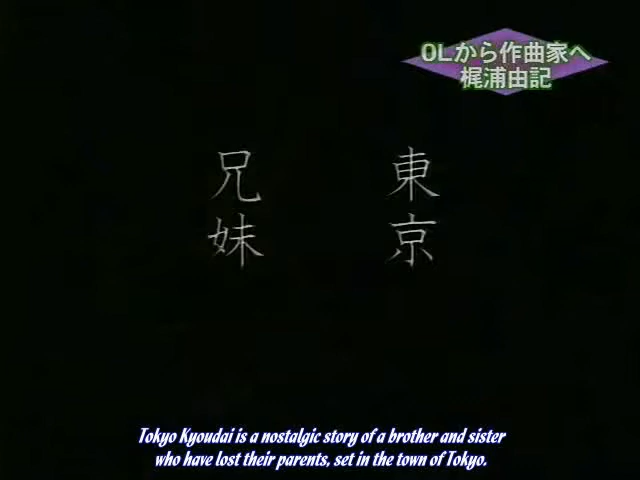 OLから作曲家へ
梶浦由記
東京
兄妹
Tokyo Kyoudai is a nostalgic story of a brother and sister
who have lost their parents, set in the town of Tokyo.